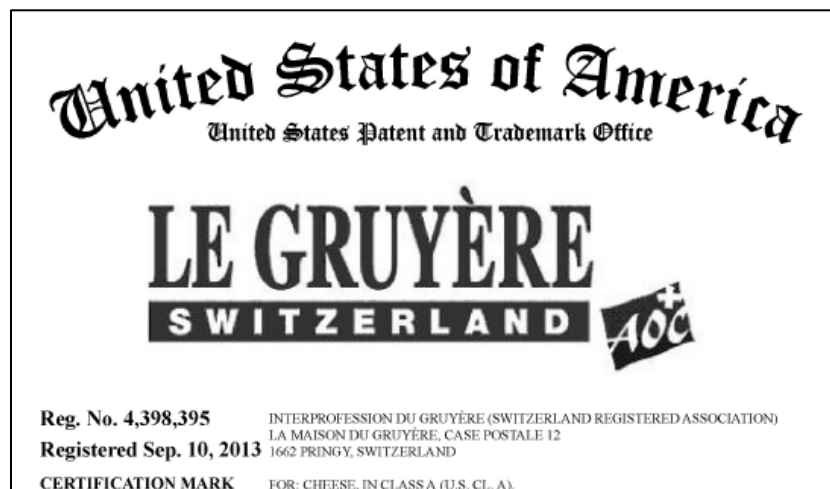 United States of America
United States Patent and Trademark Office
LE GRUYÈRE
SWITZERLAND
AOC
Reg. No. 4,398,395
Registered Sep. 10, 2013
CERTIFICATION MARK
INTERPROFESSION DU GRUYÈRE (SWITZERLAND REGISTERED ASSOCIATION)
LA MAISON DU GRUYÈRE, CASE POSTALE 12
1662 PRINGY, SWITZERLAND
FOR: CHEESE, IN CLASS A (U.S. CL. A).